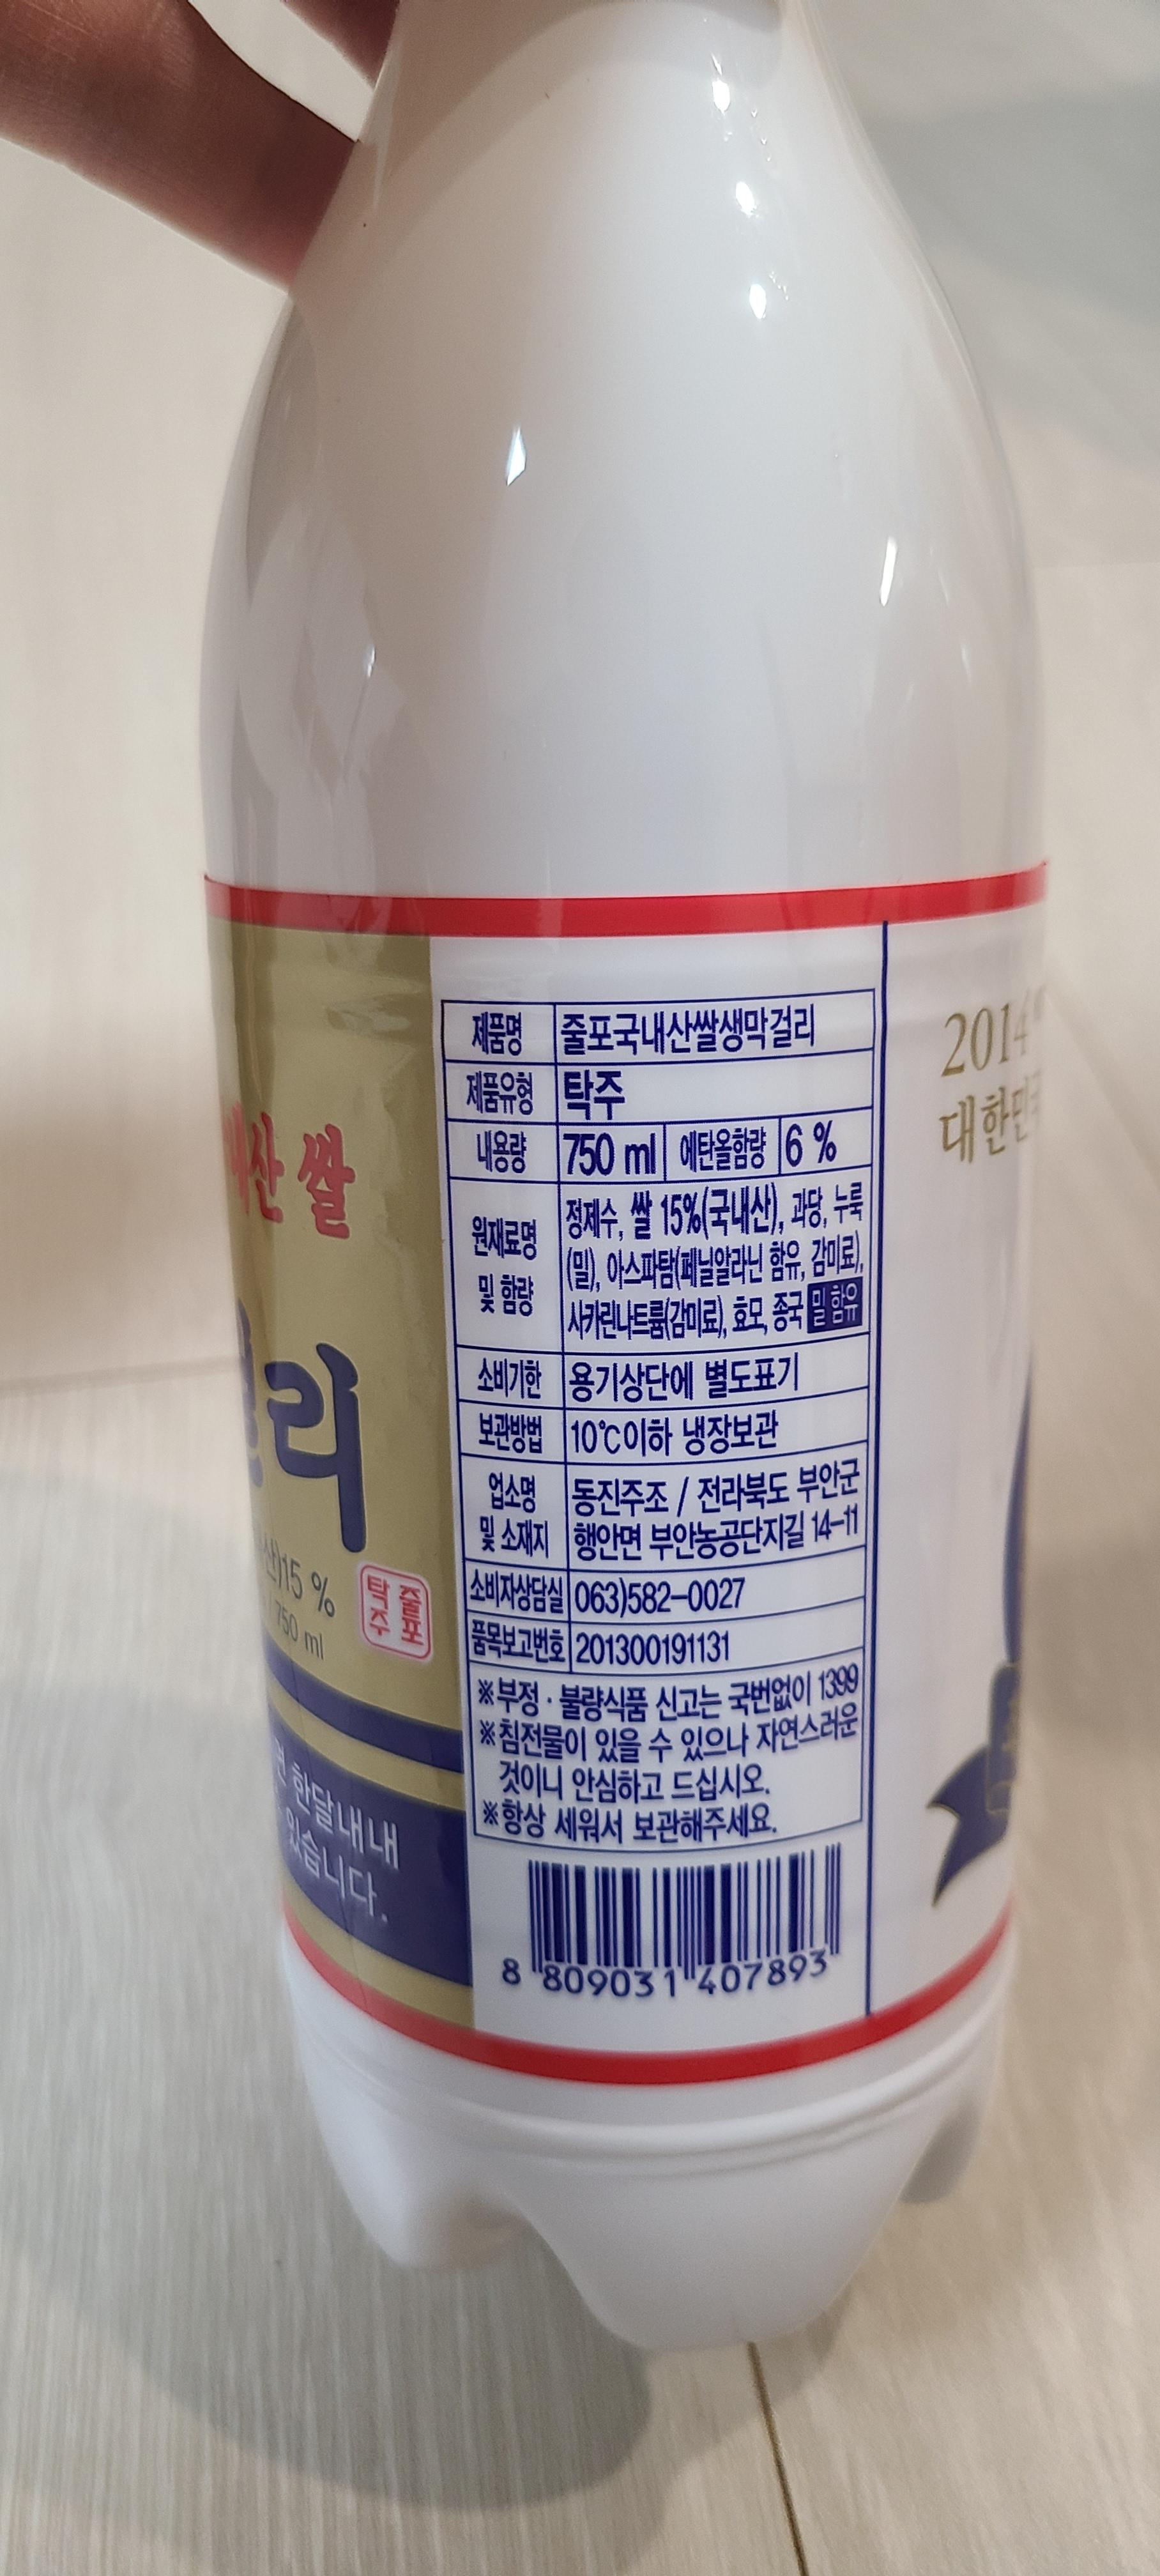 산 쌀
리
15 %
750 ml
줄포
탁주
한달내내
있습니다.
제품명 줄포국내산쌀생막걸리
제품유형 탁주
내용량 750 ml 에탄올함량 6 %
원재료명 및 함량
정제수, 쌀 15%(국내산), 과당, 누룩
(밀), 아스파탐(페닐알라닌 함유, 감미료),
사카린나트륨(감미료), 효모, 종국 밀 함유
소비기한 용기상단에 별도표기
보관방법 10℃이하 냉장보관
업소명 및 소재지
동진주조 / 전라북도 부안군
행안면 부안농공단지길 14-11
소비자상담실 063)582-0027
품목보고번호 201300191131
※부정·불량식품 신고는 국번없이 1399
※침전물이 있을 수 있으나 자연스러운
것이니 안심하고 드십시오.
※항상 세워서 보관해주세요.
8 809031 407893
2014
대한민